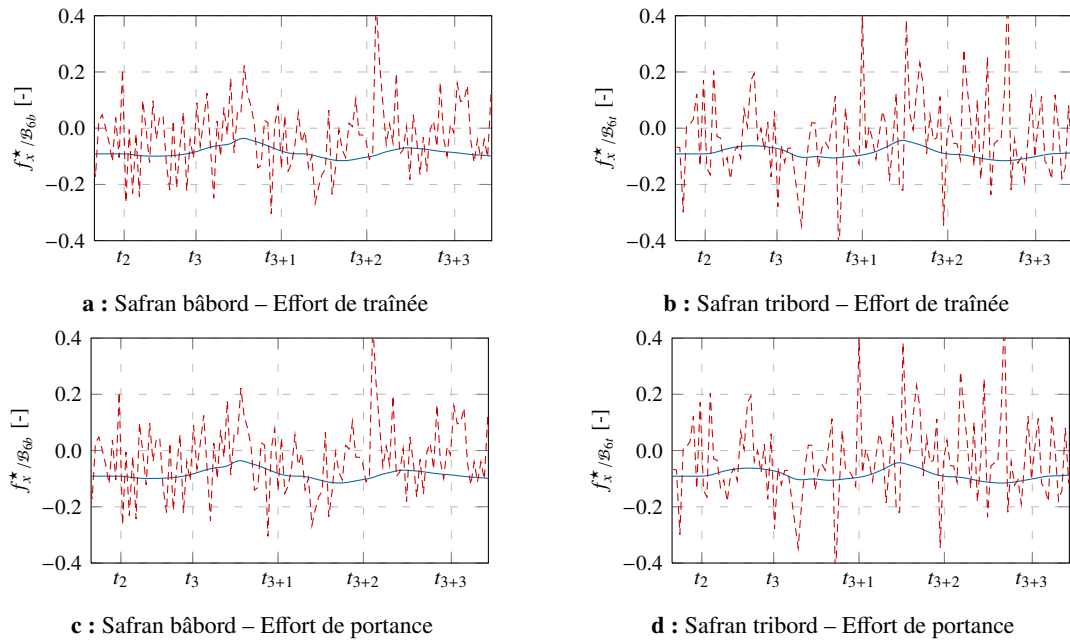 0.4
0.2
0.0
−0.2
−0.4
f★x /B6b [-]
t2 t3 t3+1 t3+2 t3+3
a : Safran bâbord – Effort de traînée
0.4
0.2
0.0
−0.2
−0.4
f★x /B6t [-]
t2 t3 t3+1 t3+2 t3+3
b : Safran tribord – Effort de traînée
0.4
0.2
0.0
−0.2
−0.4
f★x /B6b [-]
t2 t3 t3+1 t3+2 t3+3
c : Safran bâbord – Effort de portance
0.4
0.2
0.0
−0.2
−0.4
f★x /B6t [-]
t2 t3 t3+1 t3+2 t3+3
d : Safran tribord – Effort de portance